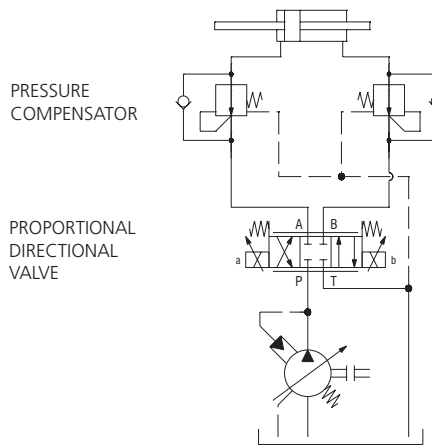 PRESSURE
COMPENSATOR
PROPORTIONAL
DIRECTIONAL
VALVE
A B
a b
P T